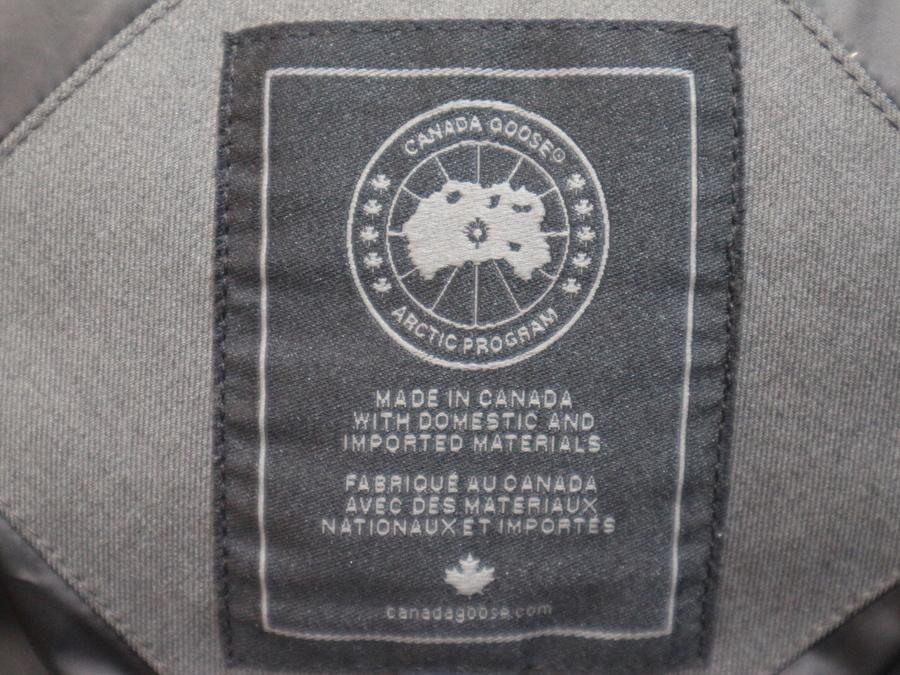 CANADA GOOSE®
ARCTIC PROGRAM
MADE IN CANADA
WITH DOMESTIC AND
IMPORTED MATERIALS
FABRIQUÉ AU CANADA
AVEC DES MATERIAUX
NATIONAUX ET IMPORTÉS
canadagoose.com